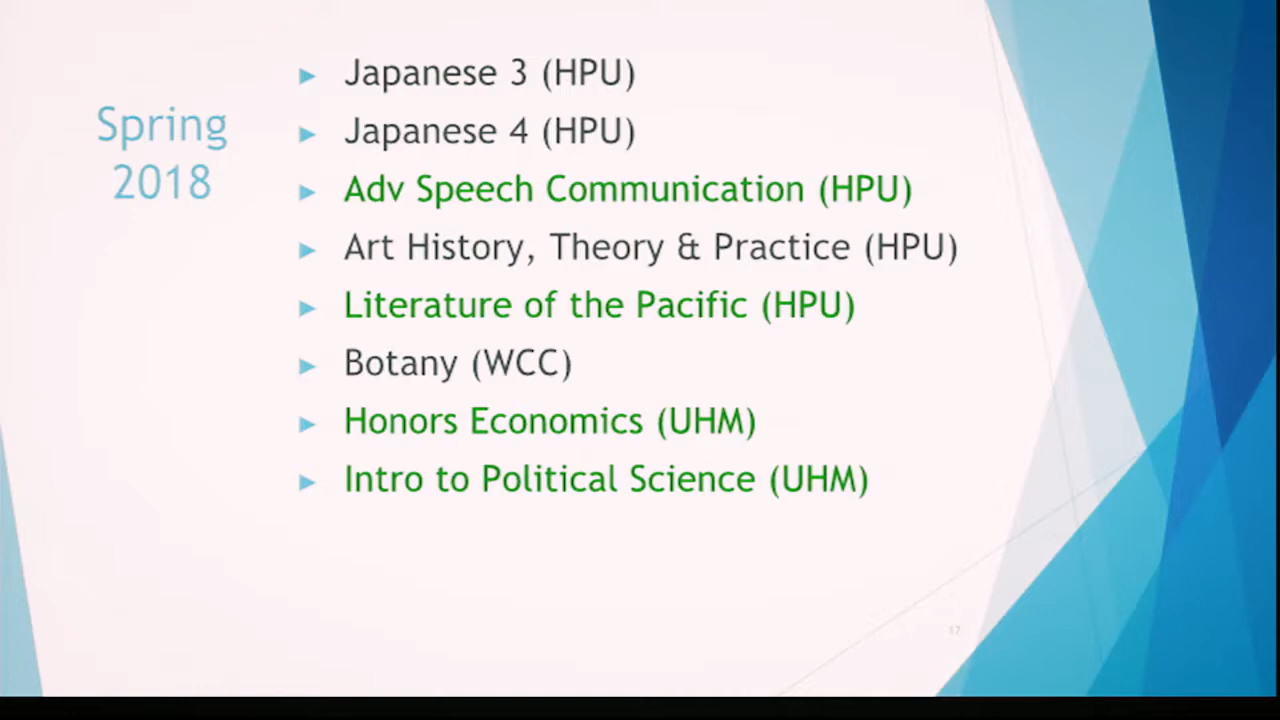 Spring
2018
Japanese 3 (HPU)
Japanese 4 (HPU)
Adv Speech Communication (HPU)
Art History, Theory & Practice (HPU)
Literature of the Pacific (HPU)
Botany (WCC)
Honors Economics (UHM)
Intro to Political Science (UHM)
17